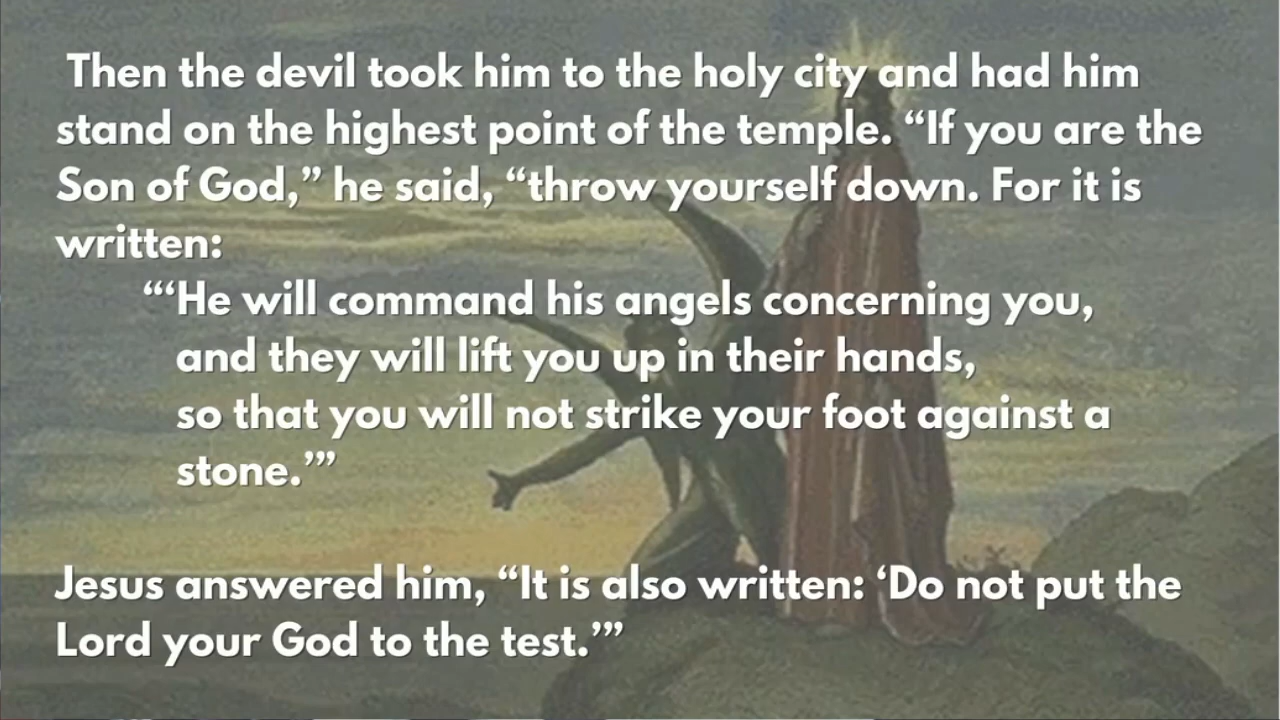 Then the devil took him to the holy city and had him
stand on the highest point of the temple. “If you are the
Son of God,” he said, “throw yourself down. For it is
written:
“‘He will command his angels concerning you,
and they will lift you up in their hands,
so that you will not strike your foot against a
stone.’”
Jesus answered him, “It is also written: ‘Do not put the
Lord your God to the test.’”